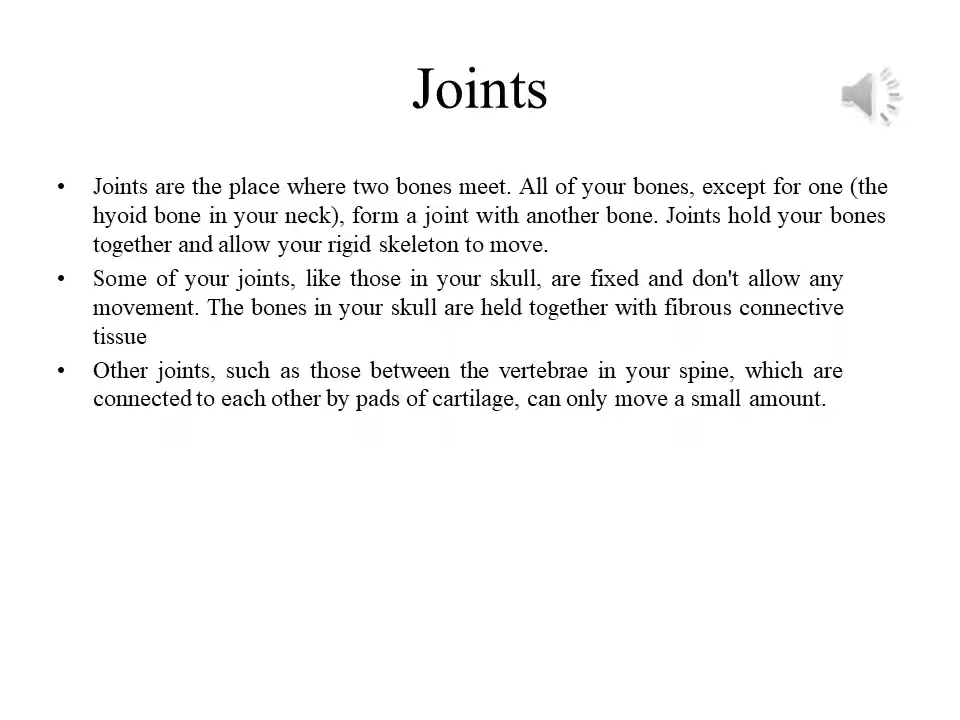 Joints
• Joints are the place where two bones meet. All of your bones, except for one (the
hyoid bone in your neck), form a joint with another bone. Joints hold your bones
together and allow your rigid skeleton to move.
• Some of your joints, like those in your skull, are fixed and don't allow any
movement. The bones in your skull are held together with fibrous connective
tissue
• Other joints, such as those between the vertebrae in your spine, which are
connected to each other by pads of cartilage, can only move a small amount.